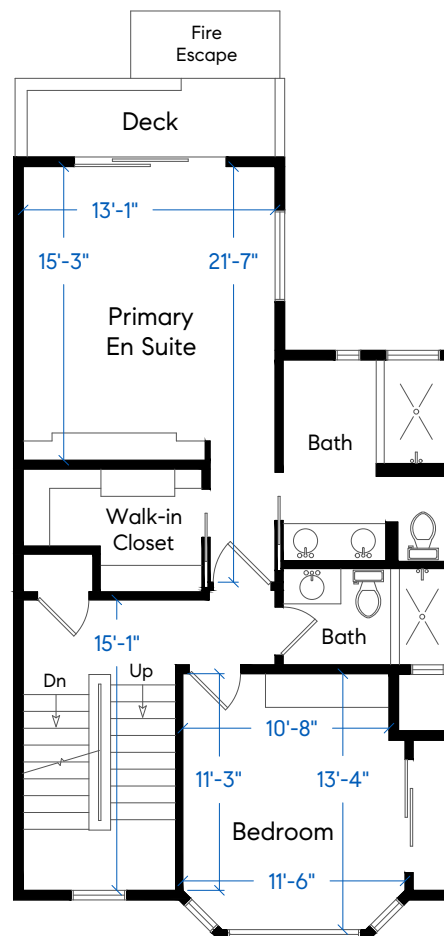 Fire
Escape
Deck
13'-1"
15'-3"
21'-7"
Primary
En Suite
Bath
Walk-in
Closet
15'-1"
Bath
Dn
Up
10'-8"
11'-3"
13'-4"
Bedroom
11'-6"